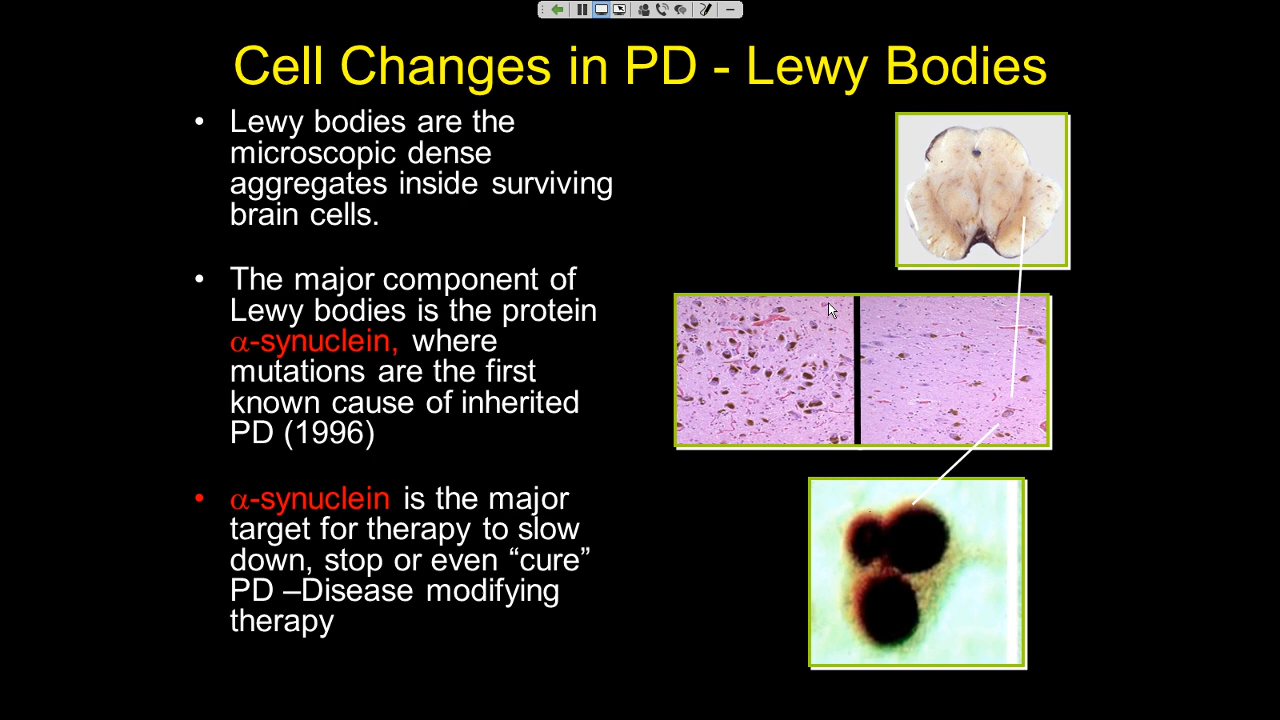 Cell Changes in PD - Lewy Bodies
• Lewy bodies are the
microscopic dense
aggregates inside surviving
brain cells.
• The major component of
Lewy bodies is the protein
α-synuclein, where
mutations are the first
known cause of inherited
PD (1996)
• α-synuclein is the major
target for therapy to slow
down, stop or even “cure”
PD –Disease modifying
therapy